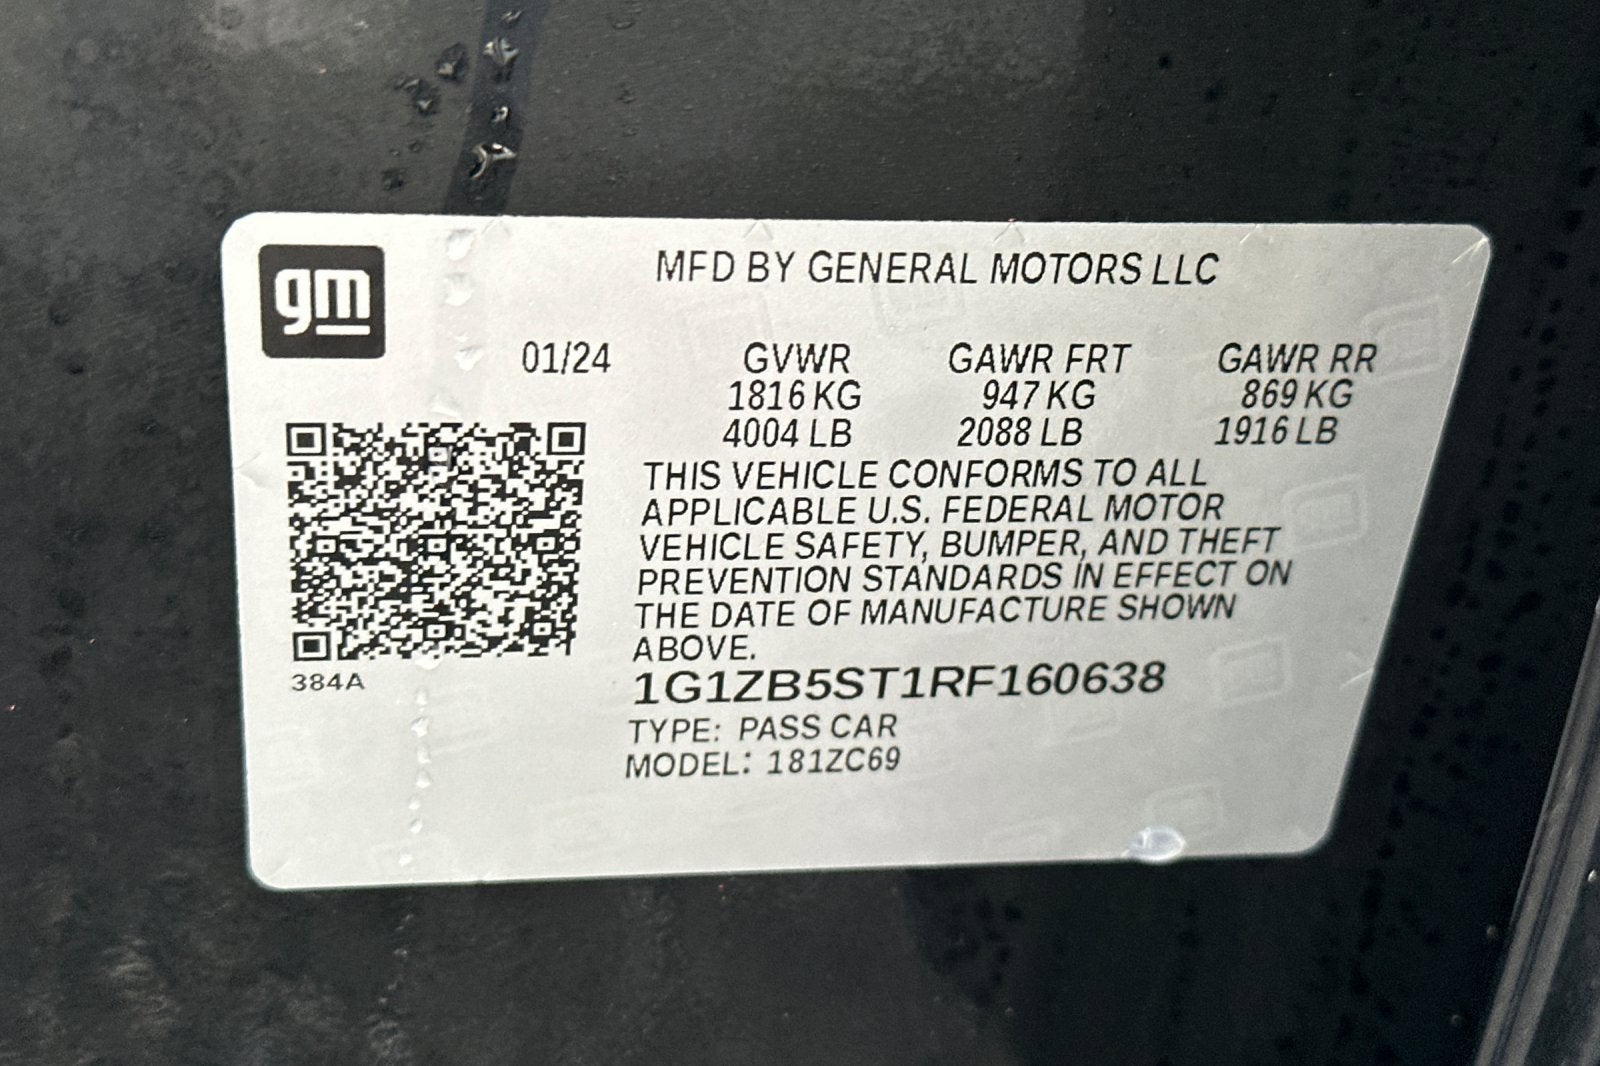 gm
MFD BY GENERAL MOTORS LLC
01/24 GVWR GAWR FRT GAWR RR
1816 KG 947 KG 869 KG
4004 LB 2088 LB 1916 LB
THIS VEHICLE CONFORMS TO ALL
APPLICABLE U.S. FEDERAL MOTOR
VEHICLE SAFETY, BUMPER, AND THEFT
PREVENTION STANDARDS IN EFFECT ON
THE DATE OF MANUFACTURE SHOWN
ABOVE.
384A
1G1ZB5ST1RF160638
TYPE: PASS CAR
MODEL: 181ZC69